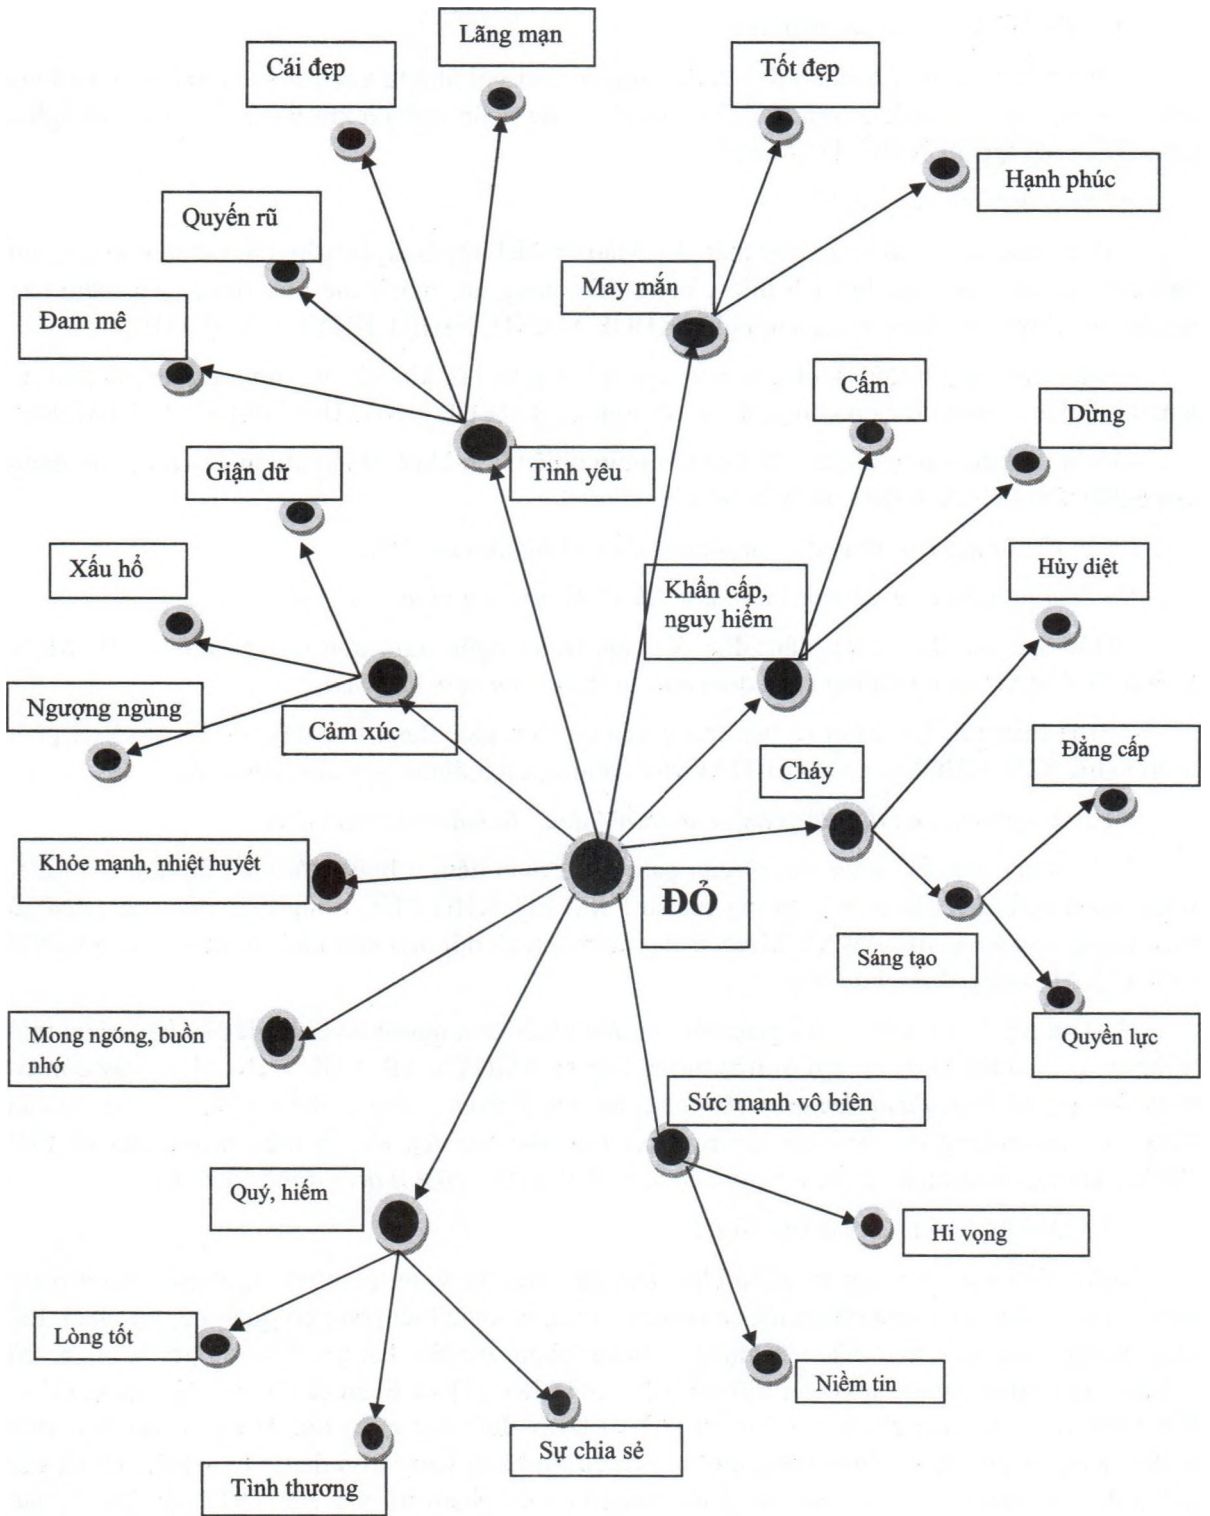 Lãng mạn
Cái đẹp
Tốt đẹp
Hạnh phúc
Quyến rũ
May mắn
Đam mê
Cấm
Dừng
Tình yêu
Giận dữ
Xấu hổ
Khẩn cấp,
nguy hiểm
Hủy diệt
Ngượng ngùng
Cảm xúc
Đẳng cấp
Cháy
Khỏe mạnh, nhiệt huyết
ĐỎ
Sáng tạo
Mong ngóng, buồn
nhớ
Quyền lực
Sức mạnh vô biên
Quý, hiếm
Hi vọng
Lòng tốt
Niềm tin
Sự chia sẻ
Tình thương